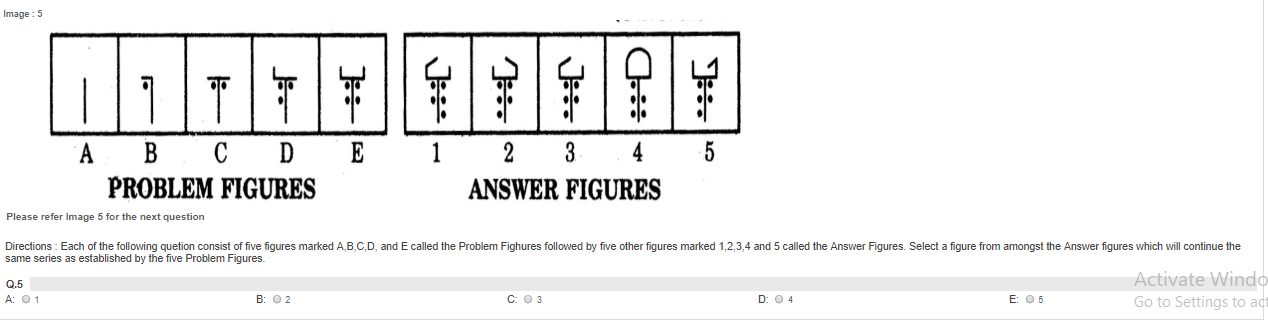 Image : 5
A B C D E 1 2 3 4 5
PROBLEM FIGURES ANSWER FIGURES
Please refer Image 5 for the next question
Directions : Each of the following quetion consist of five figures marked A,B,C,D, and E called the Problem Fighures followed by five other figures marked 1,2,3,4 and 5 called the Answer Figures. Select a figure from amongst the Answer figures which will continue the
same series as established by the five Problem Figures.
Q.5
A: 1 B: 2 C: 3 D: 4 E: 5
Activate Windo
Go to Settings to act